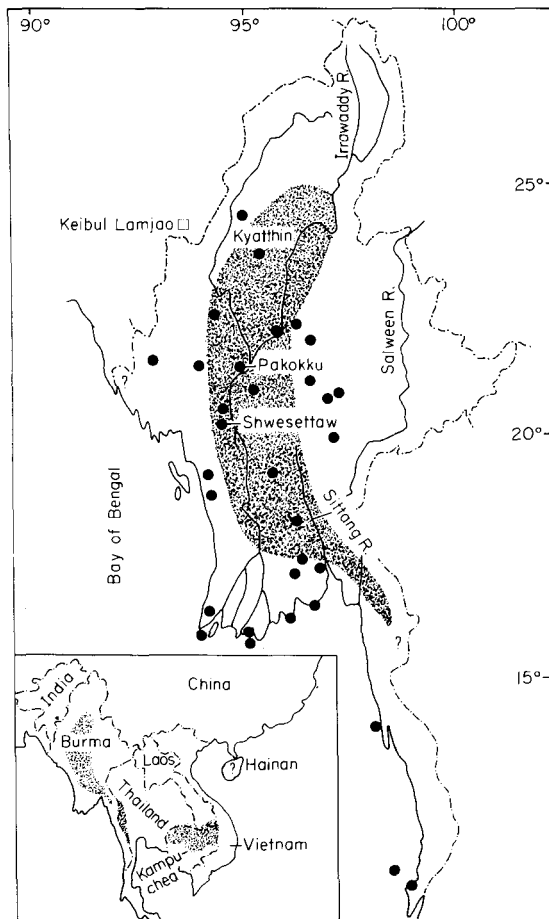 90°
95°
100°
Irrawaddy R.
25°
Keibul Lamjao
Kyatthin
Salween R.
Pakokku
Shwesettaw
20°
Bay of Bengal
Sittang R.
?
15°
China
India
Burma
Laos
?
Hainan
Thailand
Vietnam
Kampu
chea